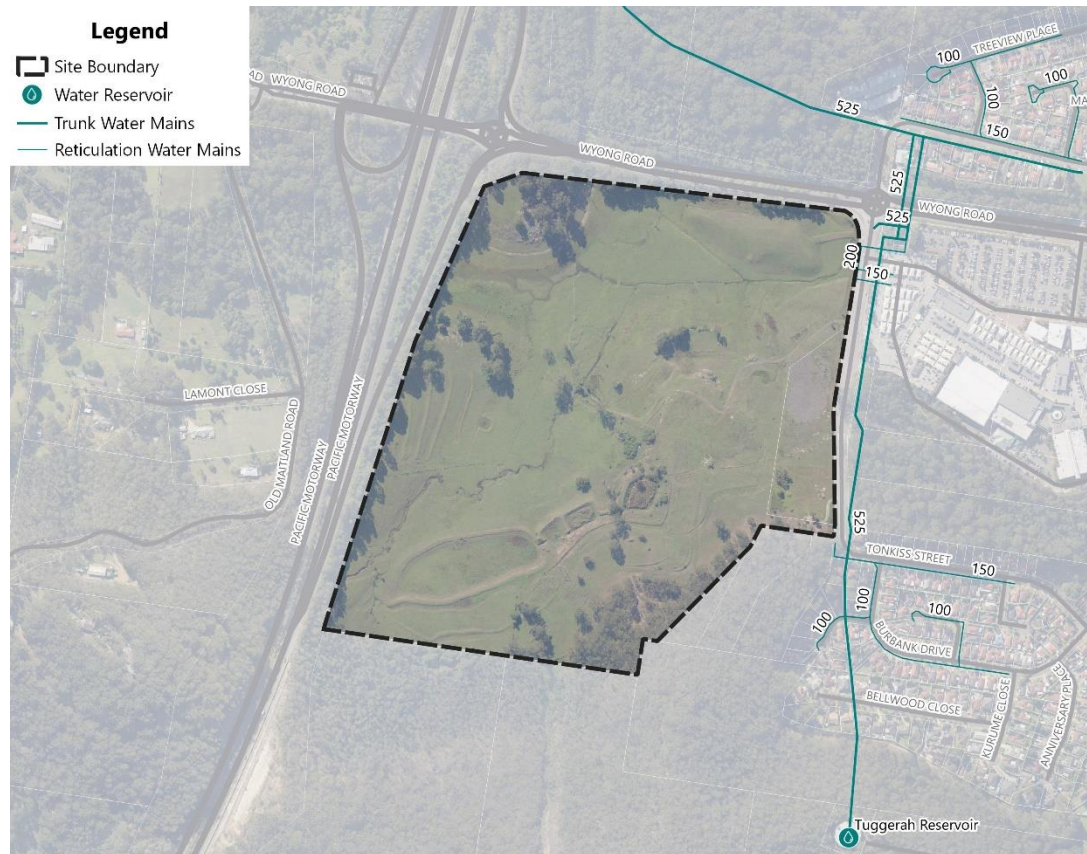 Legend
Site Boundary
Water Reservoir
Trunk Water Mains
Reticulation Water Mains
AD
WYONG ROAD
WYONG ROAD
WYONG ROAD
TREEVIEW PLACE
MA
100
100
100
150
525
525
525
200
150
LAMONT CLOSE
OLD MAITLAND ROAD
PACIFIC MOTORWAY
PACIFIC MOTORWAY
525
TONKISS STREET
150
100
100
100
BURBANK DRIVE
BELLWOOD CLOSE
KURUME CLOSE
ANNIVERSARY PLACE
Tuggerah Reservoir